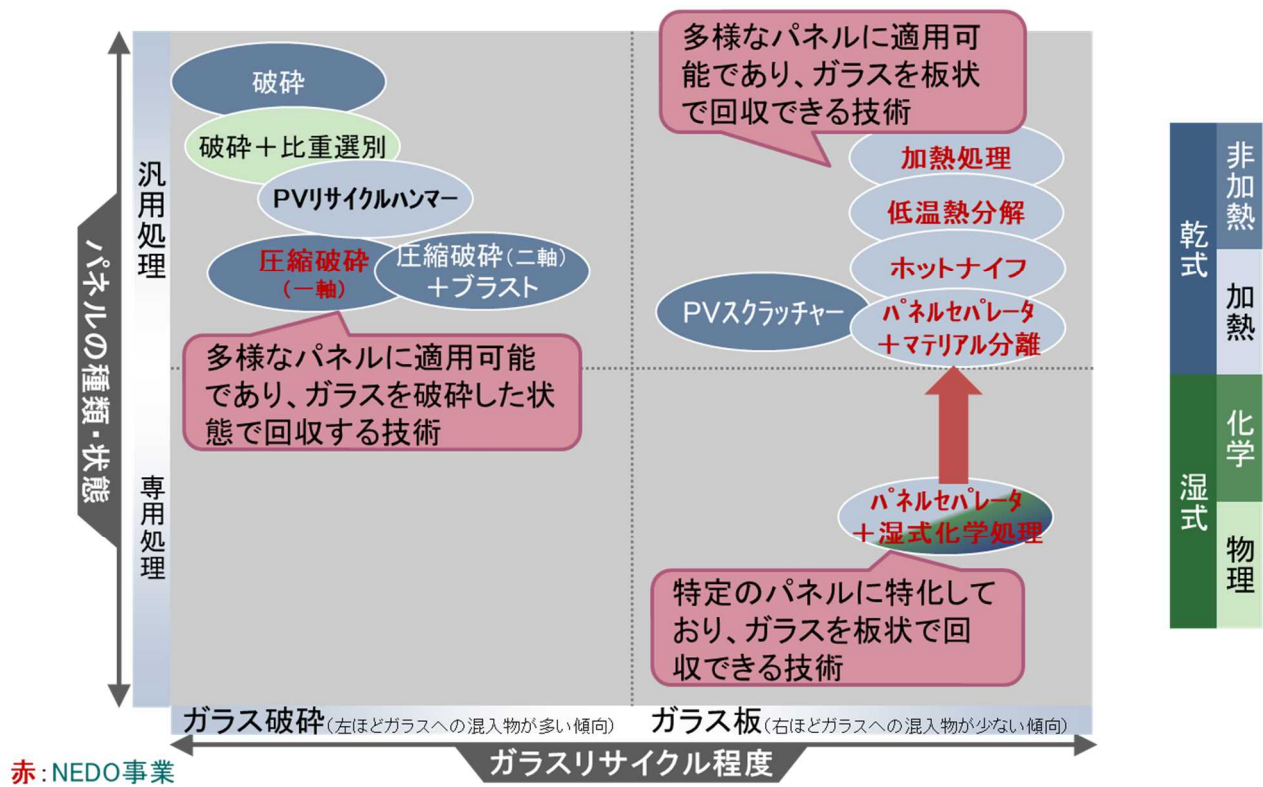 多様なパネルに適用可
能であり、ガラスを板状
で回収できる技術
破砕
破砕＋比重選別
PVリサイクルハンマー
圧縮破砕
（一軸）
圧縮破砕（二軸）
＋ブラスト
加熱処理
低温熱分解
ホットナイフ
PVスクラッチャー
パネルセパレータ
＋マテリアル分離
多様なパネルに適用可能
であり、ガラスを破砕した状
態で回収する技術
パネルセパレータ
＋湿式化学処理
特定のパネルに特化して
おり、ガラスを板状で回
収できる技術
パネルの種類・状態
汎用処理
専用処理
ガラス破砕（左ほどガラスへの混入物が多い傾向）
ガラス板（右ほどガラスへの混入物が少ない傾向）
ガラスリサイクル程度
赤：NEDO事業
乾式
非加熱
加熱
湿式
化学
物理